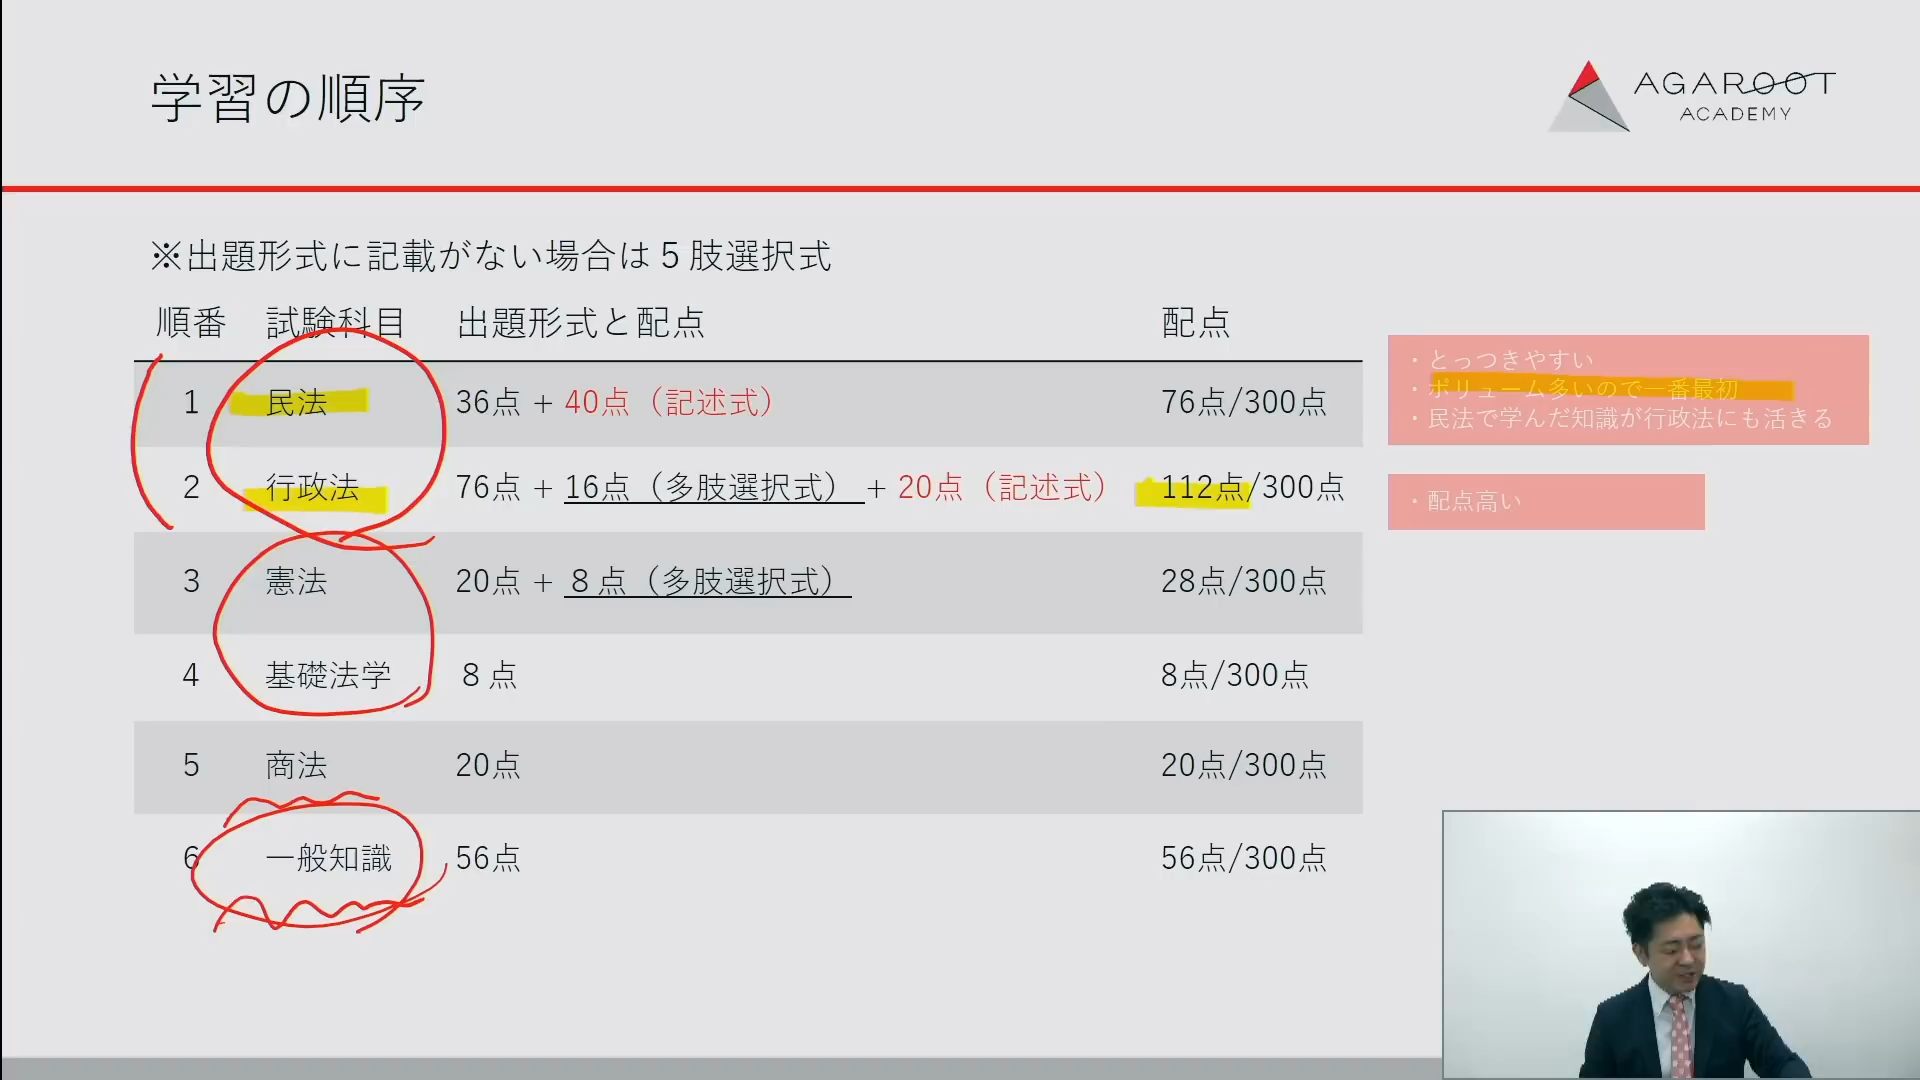 学習の順序
AGAROOT
ACADEMY
※出題形式に記載がない場合は５肢選択式
順番 試験科目 出題形式と配点 配点
1 民法 36点 + 40点（記述式） 76点/300点
・とっつきやすい
・ボリューム多いので一番最初
・民法で学んだ知識が行政法にも活きる
2 行政法 76点 + 16点（多肢選択式） + 20点（記述式） 112点/300点
・配点高い
3 憲法 20点 + ８点（多肢選択式） 28点/300点
4 基礎法学 ８点 8点/300点
5 商法 20点 20点/300点
6 一般知識 56点 56点/300点